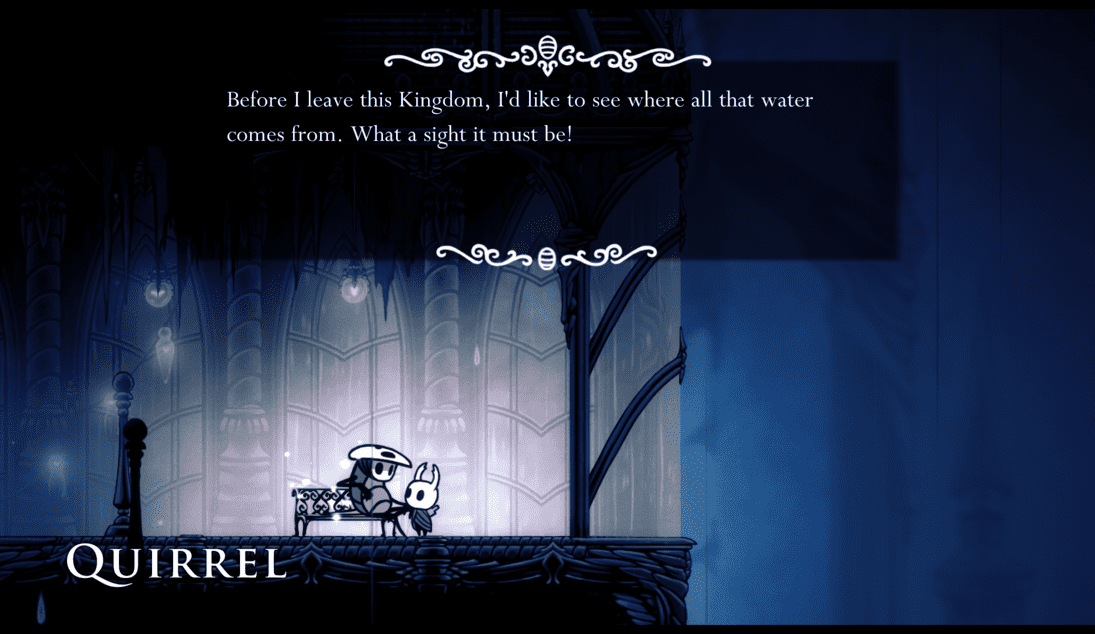 Before I leave this Kingdom, I'd like to see where all that water
comes from. What a sight it must be!
QUIRREL